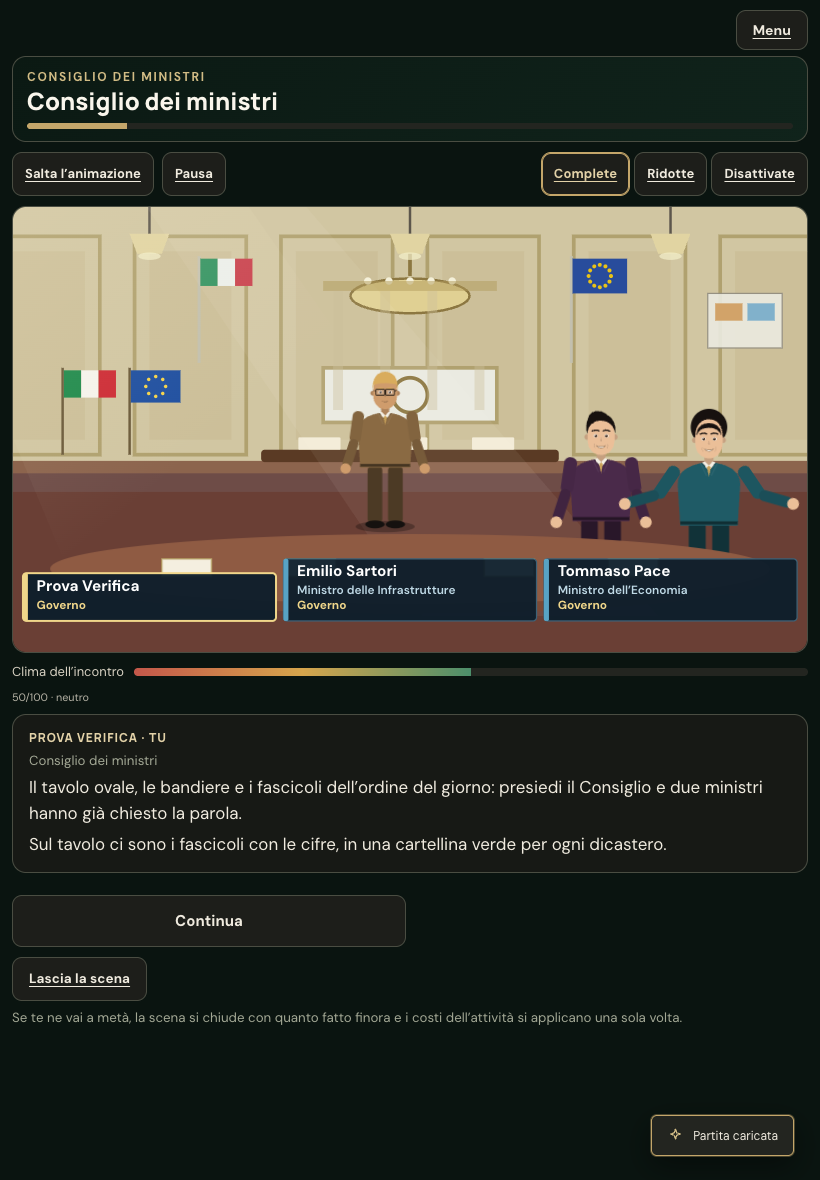 Menu
CONSIGLIO DEI MINISTRI
Consiglio dei ministri
Salta l’animazione
Pausa
Complete
Ridotte
Disattivate
Prova Verifica
Governo
Emilio Sartori
Ministro delle Infrastrutture
Governo
Tommaso Pace
Ministro dell’Economia
Governo
Clima dell’incontro
50/100 · neutro
PROVA VERIFICA · TU
Consiglio dei ministri
Il tavolo ovale, le bandiere e i fascicoli dell’ordine del giorno: presiedi il Consiglio e due ministri
hanno già chiesto la parola.
Sul tavolo ci sono i fascicoli con le cifre, in una cartellina verde per ogni dicastero.
Continua
Lascia la scena
Se te ne vai a metà, la scena si chiude con quanto fatto finora e i costi dell’attività si applicano una sola volta.
Partita caricata